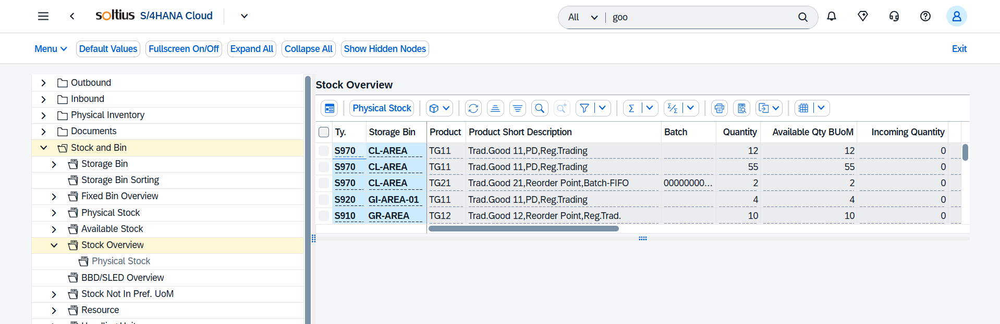 soltius S/4HANA Cloud
All goo
Menu Default Values Fullscreen On/Off Expand All Collapse All Show Hidden Nodes Exit
Outbound
Inbound
Physical Inventory
Documents
Stock and Bin
Storage Bin
Storage Bin Sorting
Fixed Bin Overview
Physical Stock
Available Stock
Stock Overview
Physical Stock
BBD/SLED Overview
Stock Not In Pref. UoM
Resource
Stock Overview
Physical Stock
Ty. Storage Bin Product Product Short Description Batch Quantity Available Qty BUoM Incoming Quantity
S970 CL-AREA TG11 Trad.Good 11,PD,Reg.Trading 12 12 0
S970 CL-AREA TG11 Trad.Good 11,PD,Reg.Trading 55 55 0
S970 CL-AREA TG21 Trad.Good 21,Reorder Point,Batch-FIFO 00000000... 2 2 0
S920 GI-AREA-01 TG11 Trad.Good 11,PD,Reg.Trading 4 4 0
S910 GR-AREA TG12 Trad.Good 12,Reorder Point,Reg.Trad. 10 10 0